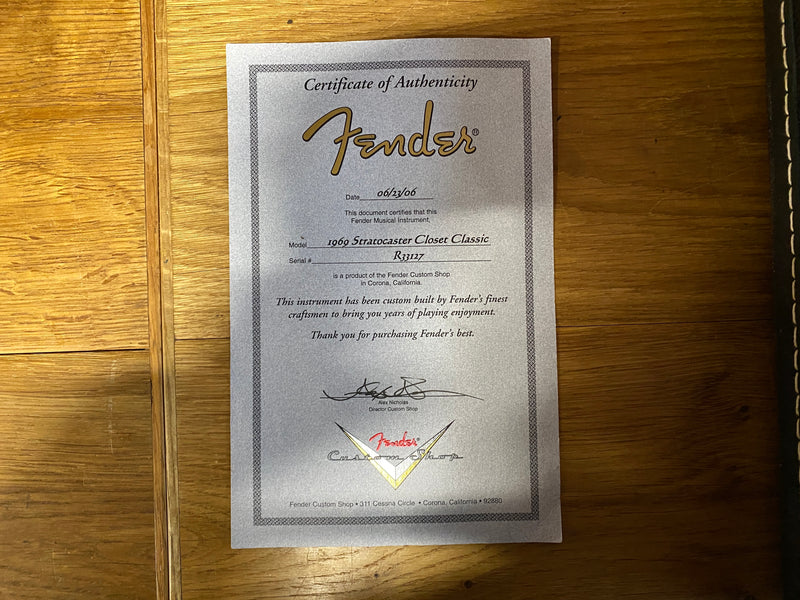 Certificate of Authenticity
Fender®
Date 06/23/06
This document certifies that this
Fender Musical Instrument,
Model 1969 Stratocaster Closet Classic
Serial # R33127
is a product of the Fender Custom Shop
in Corona, California.
This instrument has been custom built by Fender's finest
craftsmen to bring you years of playing enjoyment.
Thank you for purchasing Fender's best.
Alex Nicholas
Director Custom Shop
Fender®
Custom Shop
Fender Custom Shop • 311 Cessna Circle • Corona, California • 92880